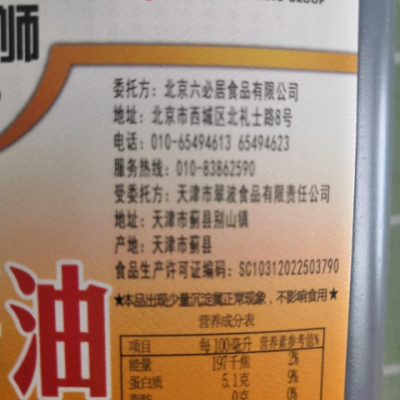 师
GROUP
委托方：北京六必居食品有限公司
地址：北京市西城区北礼士路8号
电话：010-65494613 65494623
服务热线：010-83862590
受委托方：天津市翠波食品有限责任公司
地址：天津市蓟县别山镇
产地：天津市蓟县
食品生产许可证编码：SC10312022503790
★本品出现少量沉淀属正常现象，不影响食用★
营养成分表
项目 每100毫升 营养素参考值%
能量 197千焦 2%
蛋白质 5.1克 9%
脂肪 0克 0%
油